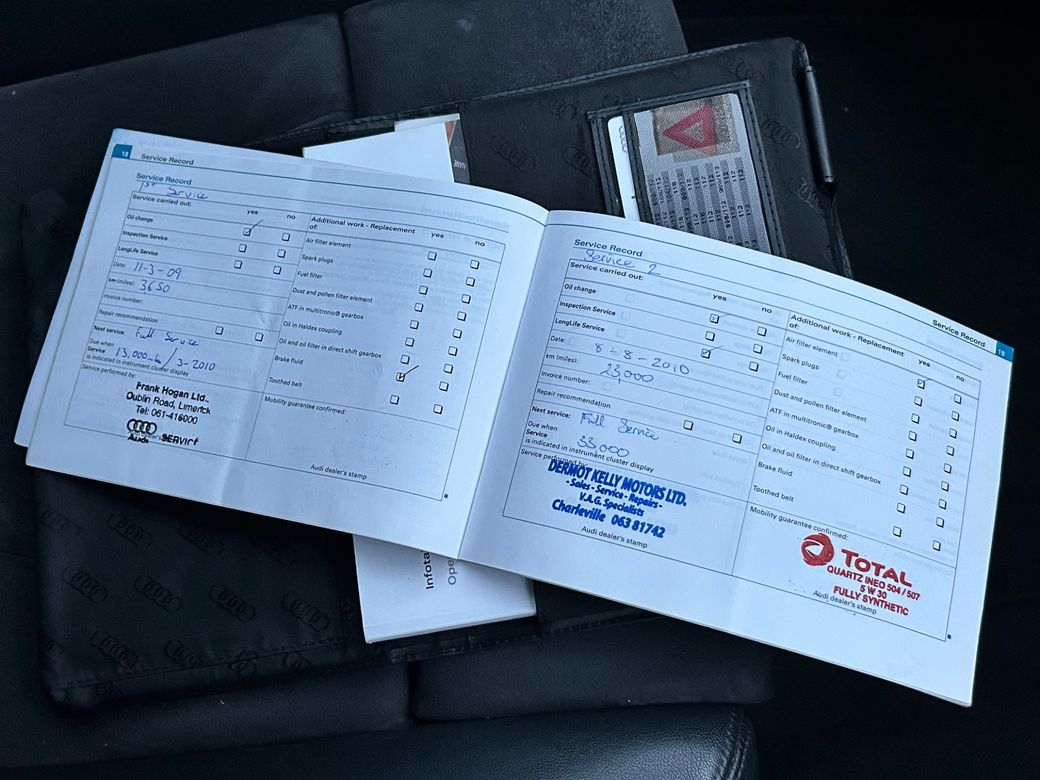 18
Service Record
Service Record
1st Service
Service carried out:
yes
no
Oil change
Inspection Service
LongLife Service
Date: 11-3-09
km (miles): 3650
Invoice number:
Repair recommendation
Next service: Full Service
Due when
Service 13,000 / 3-2010
is indicated in instrument cluster display
Service performed by:
Frank Hogan Ltd.,
Dublin Road, Limerick
Tel: 061-416000
Audi SERVICE
Audi dealer's stamp
Additional work - Replacement
of:
yes
no
Air filter element
Spark plugs
Fuel filter
Dust and pollen filter element
ATF in multitronic® gearbox
Oil in Haldex coupling
Oil and oil filter in direct shift gearbox
Brake fluid
Toothed belt
Mobility guarantee confirmed:
Infota
Ope
NAME
Service Record
19
Service Record
Service 2
Service carried out:
yes
no
Oil change
Inspection Service
LongLife Service
Date: 8-8-2010
km (miles): 23,000
Invoice number:
Repair recommendation
Next service: Full Service
Due when
Service 33,000
is indicated in instrument cluster display
Service performed by:
DERMOT KELLY MOTORS LTD.
- Sales - Service - Repairs -
V.A.G. Specialists
Charleville 063 81742
Audi dealer's stamp
Additional work - Replacement
of:
yes
no
Air filter element
Spark plugs
Fuel filter
Dust and pollen filter element
ATF in multitronic® gearbox
Oil in Haldex coupling
Oil and oil filter in direct shift gearbox
Brake fluid
Toothed belt
Mobility guarantee confirmed:
TOTAL
QUARTZ INEO 504 / 507
5 W 30
FULLY SYNTHETIC
Audi dealer's stamp